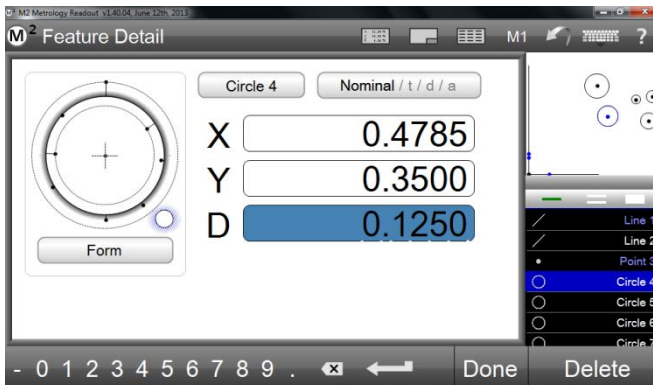 M2 Metrology Readout v1.40.04, June 12th, 2013
M² Feature Detail
M1
?
Circle 4
Nominal / t / d / a
X 0.4785
Y 0.3500
D 0.1250
Form
Line 1
Line 2
Point 3
Circle 4
Circle 5
Circle 6
Circle 7
- 0 1 2 3 4 5 6 7 8 9 .
Done
Delete